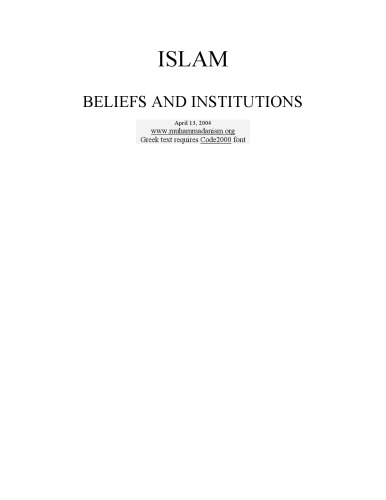 ISLAM
BELIEFS AND INSTITUTIONS
April 13, 2004
www.muhammadanism.org
Greek text requires Code2000 font